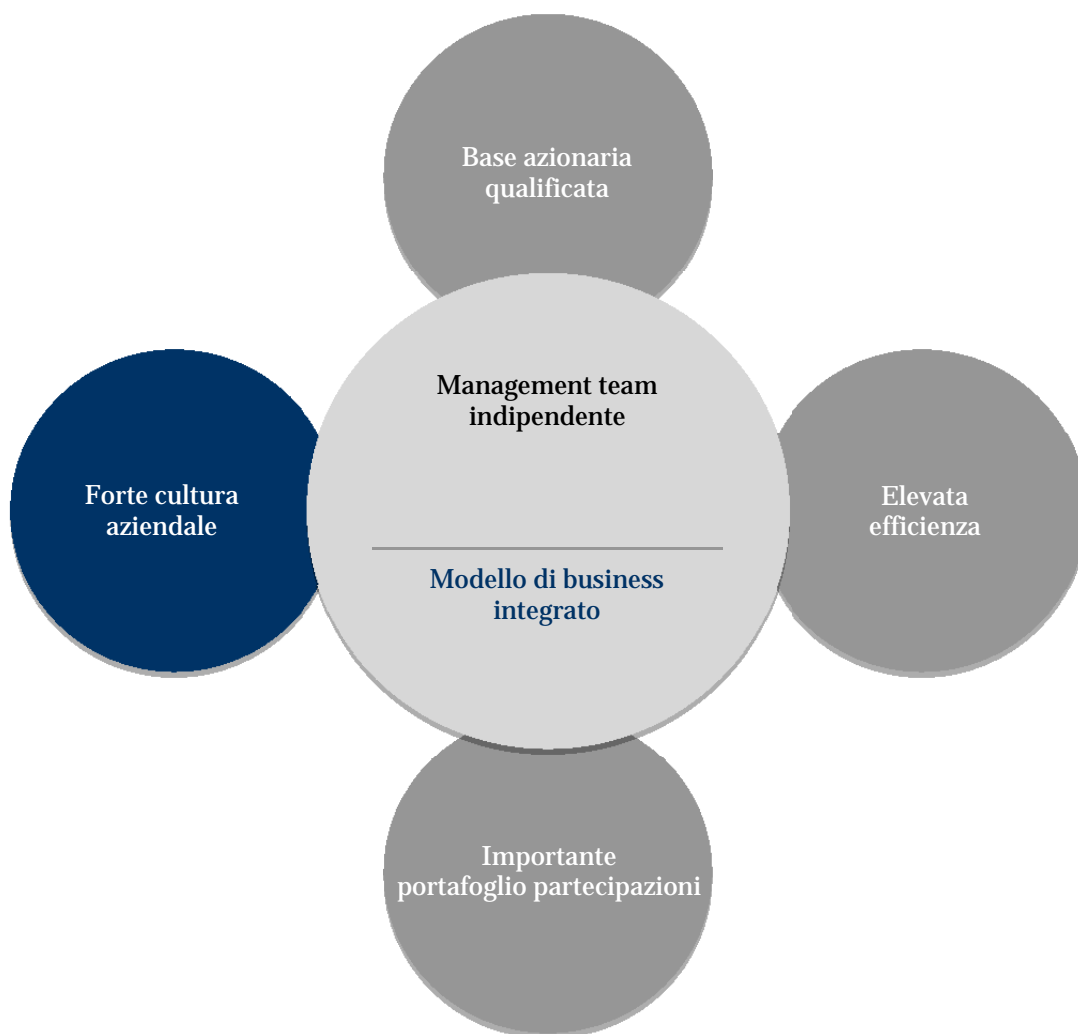 Base azionaria
qualificata
Management team
indipendente
Forte cultura
aziendale
Elevata
efficienza
Modello di business
integrato
Importante
portafoglio partecipazioni